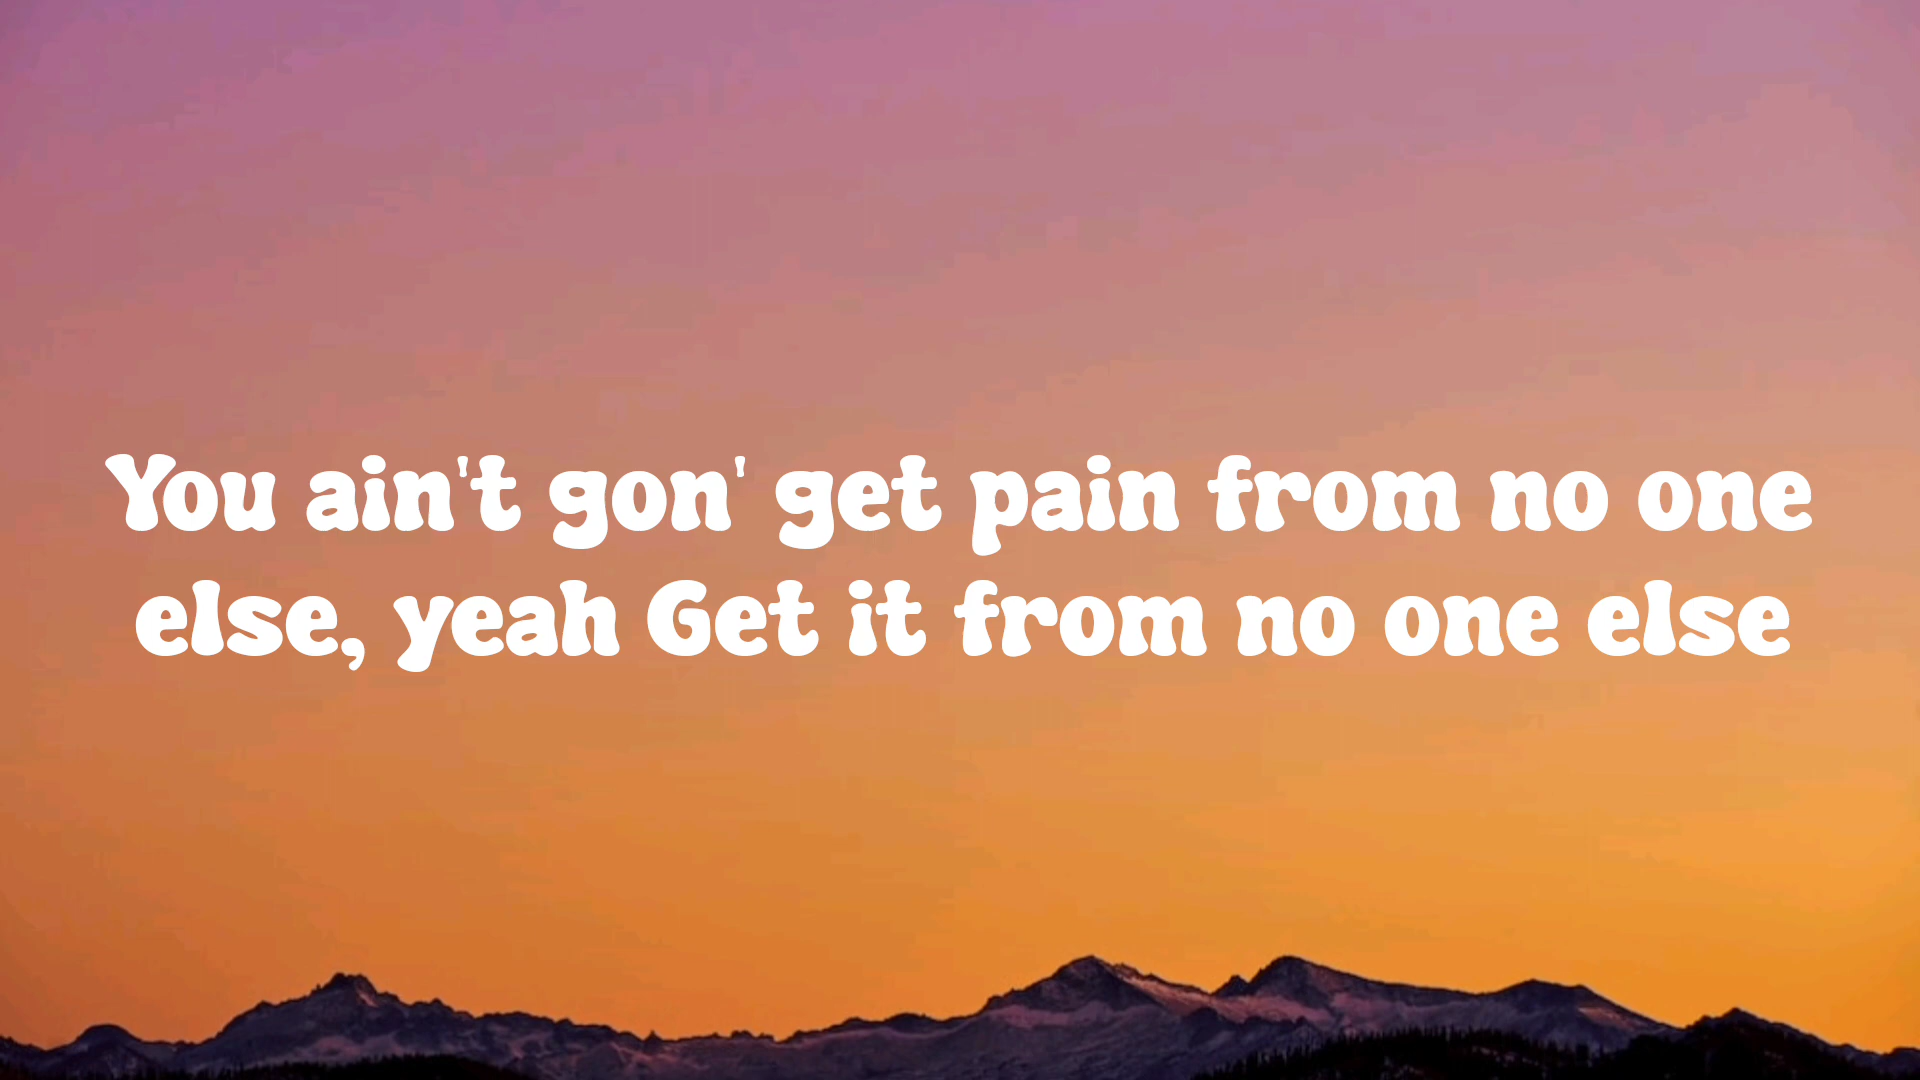 You ain't gon' get pain from no one
else, yeah Get it from no one else